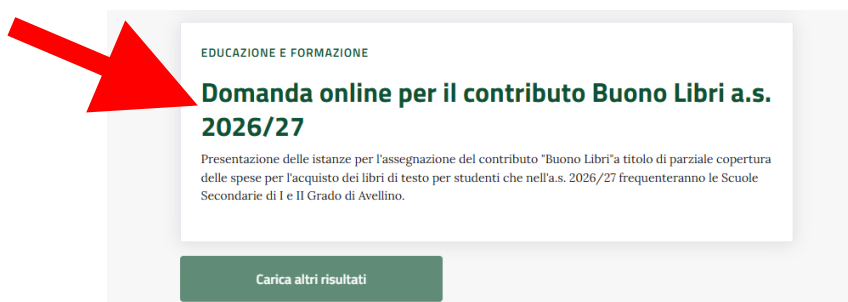 EDUCAZIONE E FORMAZIONE
Domanda online per il contributo Buono Libri a.s.
2026/27
Presentazione delle istanze per l'assegnazione del contributo "Buono Libri"a titolo di parziale copertura
delle spese per l'acquisto dei libri di testo per studenti che nell'a.s. 2026/27 frequenteranno le Scuole
Secondarie di I e II Grado di Avellino.
Carica altri risultati